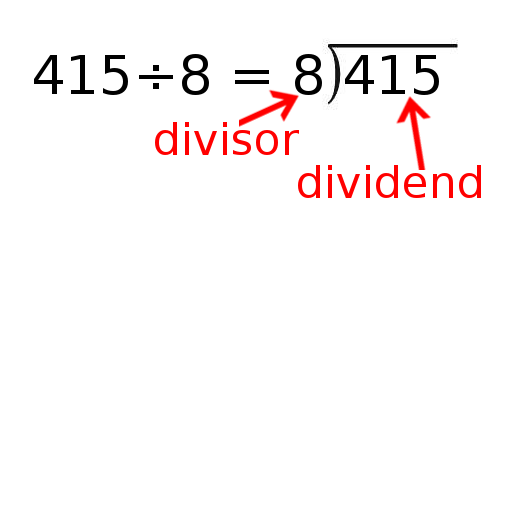 415÷8 = 8)415
divisor
dividend